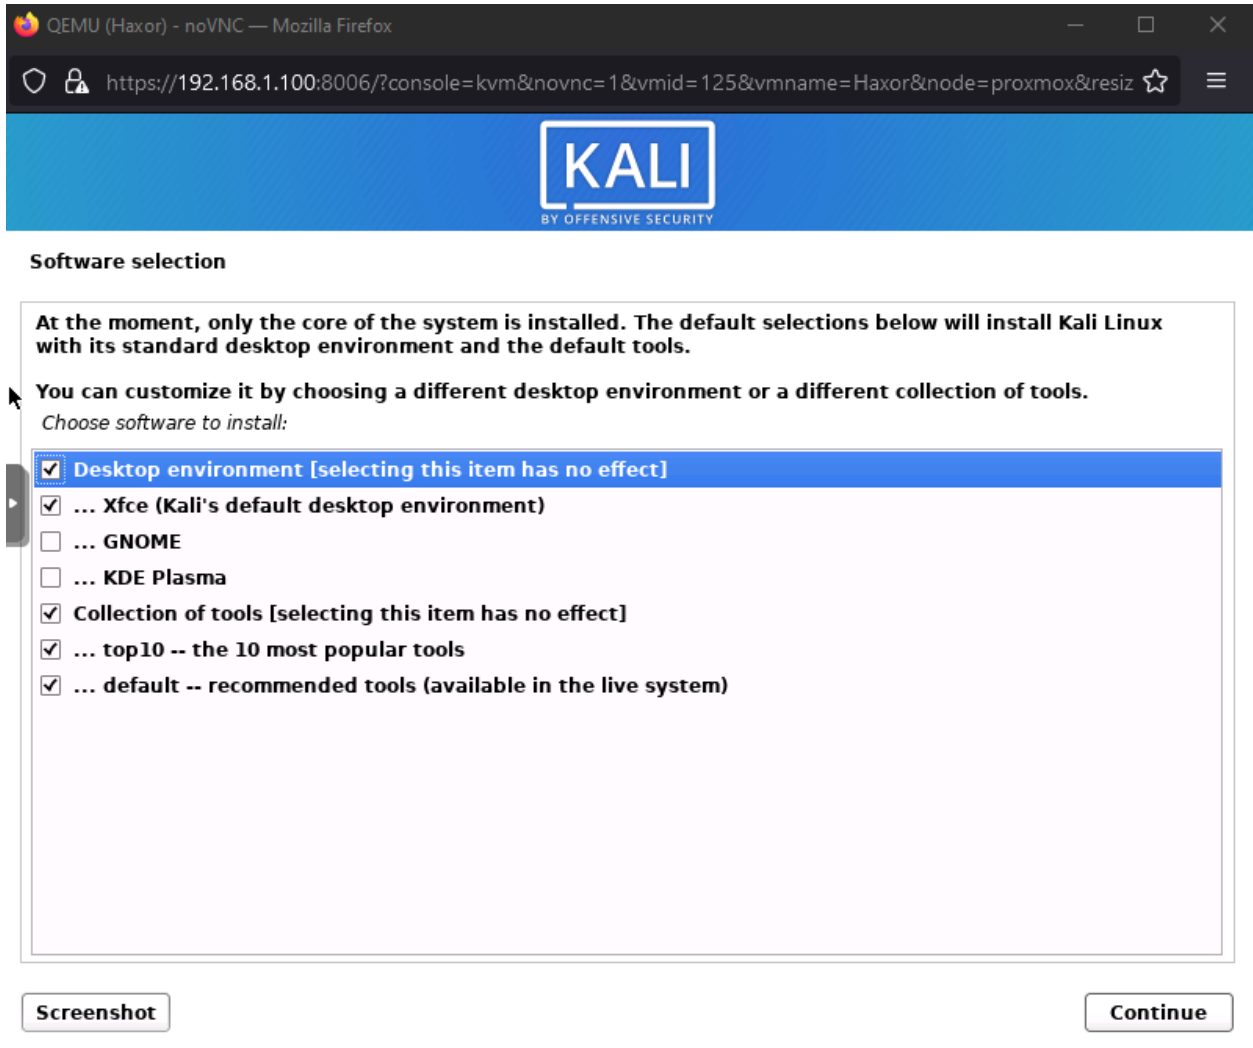 QEMU (Haxor) - noVNC — Mozilla Firefox
https://192.168.1.100:8006/?console=kvm&novnc=1&vmid=125&vmname=Haxor&node=proxmox&resiz
KALI
BY OFFENSIVE SECURITY
Software selection
At the moment, only the core of the system is installed. The default selections below will install Kali Linux
with its standard desktop environment and the default tools.
You can customize it by choosing a different desktop environment or a different collection of tools.
Choose software to install:
Desktop environment [selecting this item has no effect]
... Xfce (Kali's default desktop environment)
... GNOME
... KDE Plasma
Collection of tools [selecting this item has no effect]
... top10 -- the 10 most popular tools
... default -- recommended tools (available in the live system)
Screenshot
Continue